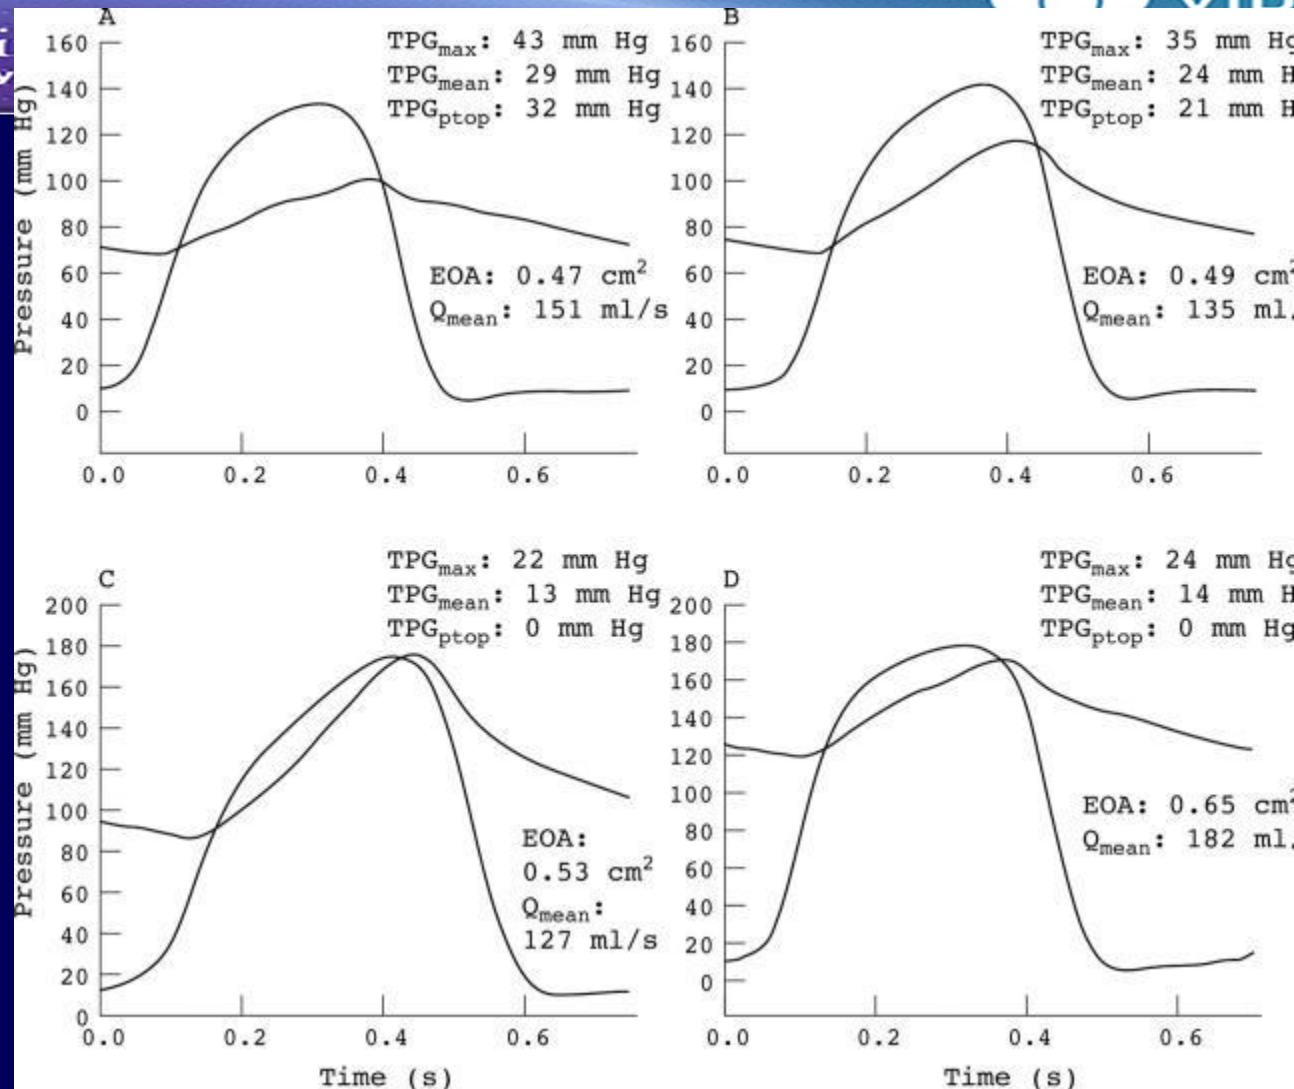 A
TPGmax: 43 mm Hg
TPGmean: 29 mm Hg
TPGptop: 32 mm Hg
160
140
120
100
80
60
40
20
0
Pressure (mm Hg)
EOA: 0.47 cm2
Qmean: 151 ml/s
0.0 0.2 0.4 0.6
B
TPGmax: 35 mm
TPGmean: 24 mm
TPGptop: 21 mm
160
140
120
100
80
60
40
20
0
EOA: 0.49
Qmean: 135
0.0 0.2 0.4 0.6
C
TPGmax: 22 mm Hg
TPGmean: 13 mm Hg
TPGptop: 0 mm Hg
200
180
160
140
120
100
80
60
40
20
0
Pressure (mm Hg)
EOA:
0.53 cm2
Qmean:
127 ml/s
0.0 0.2 0.4 0.6
Time (s)
D
TPGmax: 24 mm
TPGmean: 14 mm
TPGptop: 0 mm
200
180
160
140
120
100
80
60
40
20
0
EOA: 0.65
Qmean: 182
0.0 0.2 0.4 0.6
Time (s)